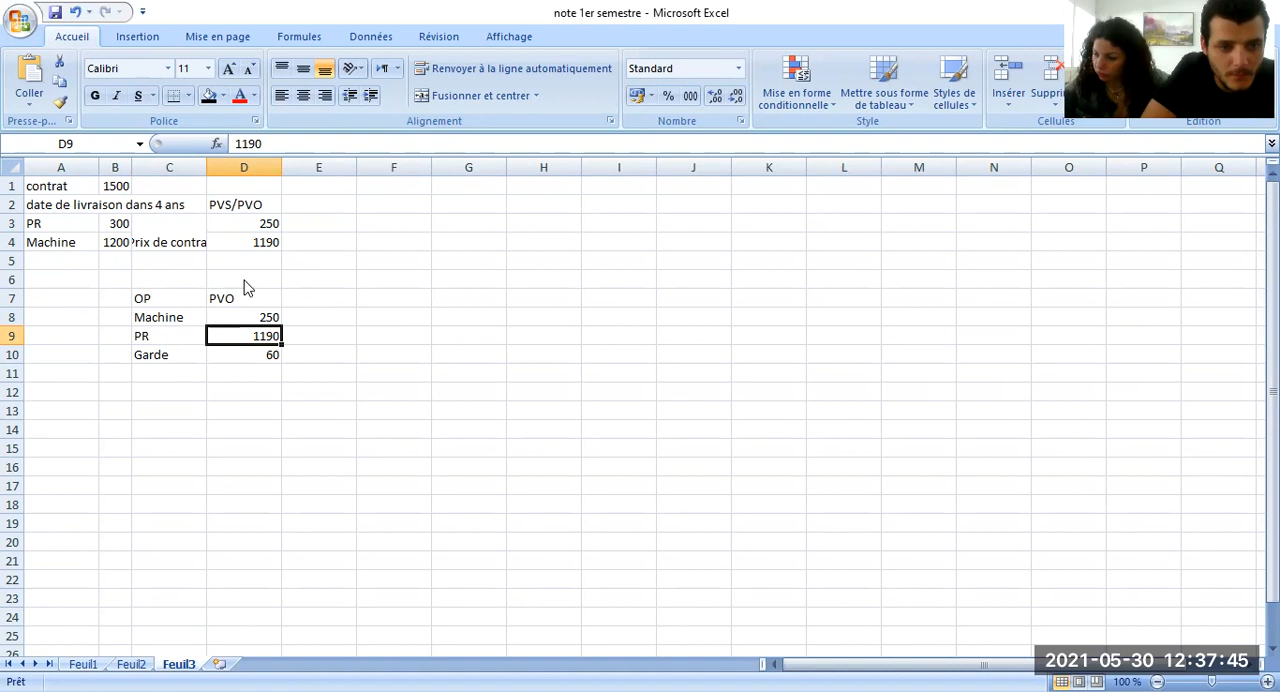 note 1er semestre - Microsoft Excel
Accueil Insertion Mise en page Formules Données Révision Affichage
Coller
Calibri 11
Renvoyer à la ligne automatiquement
Standard
G I S
Fusionner et centrer
% 000
Mise en forme conditionnelle
Mettre sous forme de tableau
Styles de cellules
Insérer
Presse-p...
Police
Alignement
Nombre
Style
Cellules
Édition
D9 fx 1190
A B C D E F G H I J K L M N O P Q
1 contrat 1500
2 date de livraison dans 4 ans PVS/PVO
3 PR 300 250
4 Machine 1200 Prix de contra 1190
5
6
7 OP PVO
8 Machine 250
9 PR 1190
10 Garde 60
11
12
13
14
15
16
17
18
19
20
21
22
23
24
25
26
Feuil1 Feuil2 Feuil3
2021-05-30 12:37:45
Prêt
100 %